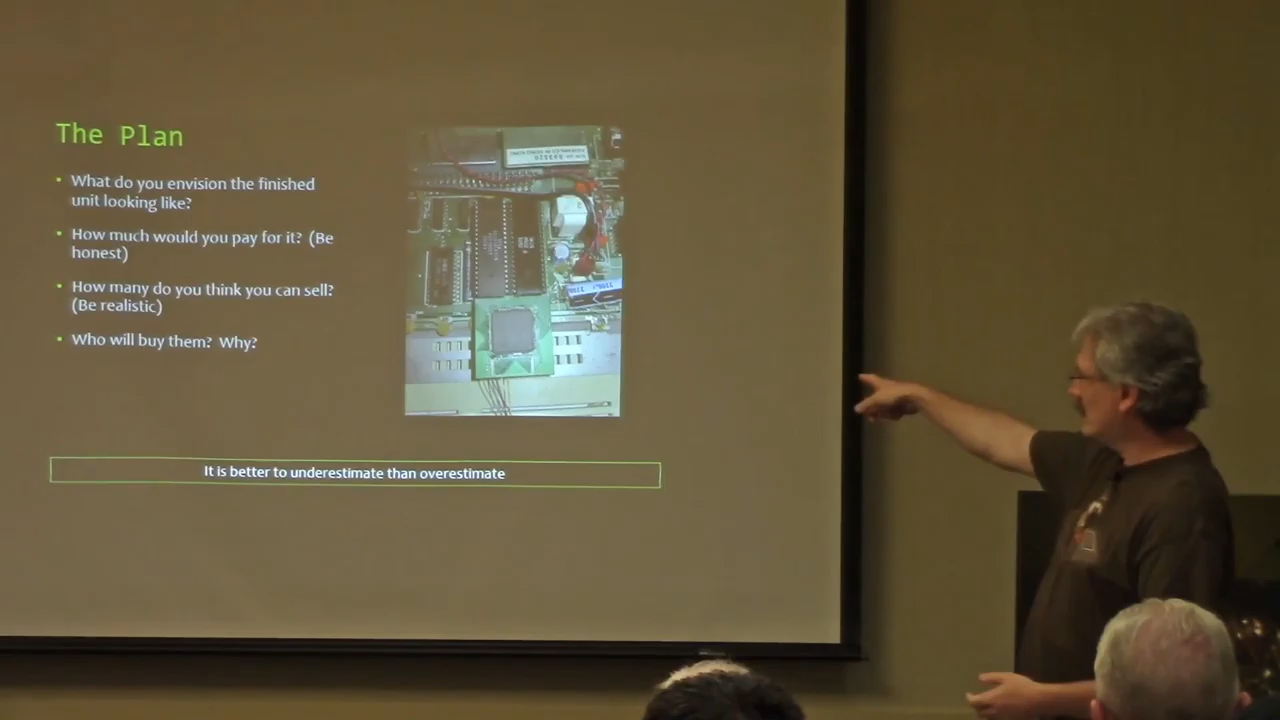 The Plan
What do you envision the finished
unit looking like?
How much would you pay for it? (Be
honest)
How many do you think you can sell?
(Be realistic)
Who will buy them? Why?
It is better to underestimate than overestimate